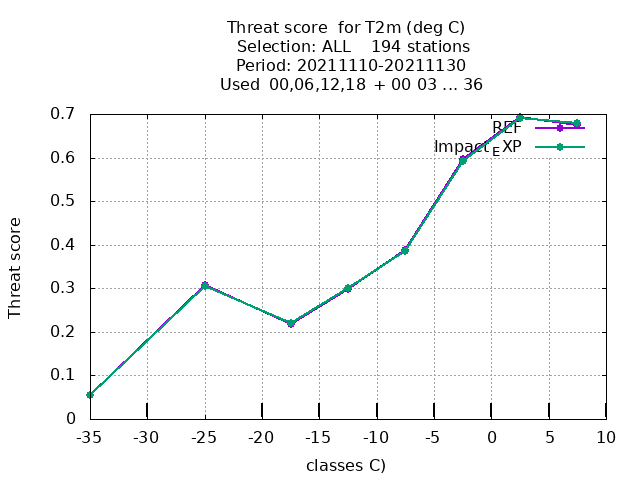 Threat score  for T2m (deg C)
Selection: ALL    194 stations
Period: 20211110-20211130
Used  00,06,12,18  + 00 03 ... 36
0.7
REF
Impact_EXP
0.6
0.5
0.4
0.3
0.2
0.1
0
Threat score
-35 -30 -25 -20 -15 -10 -5 0 5 10
classes C)